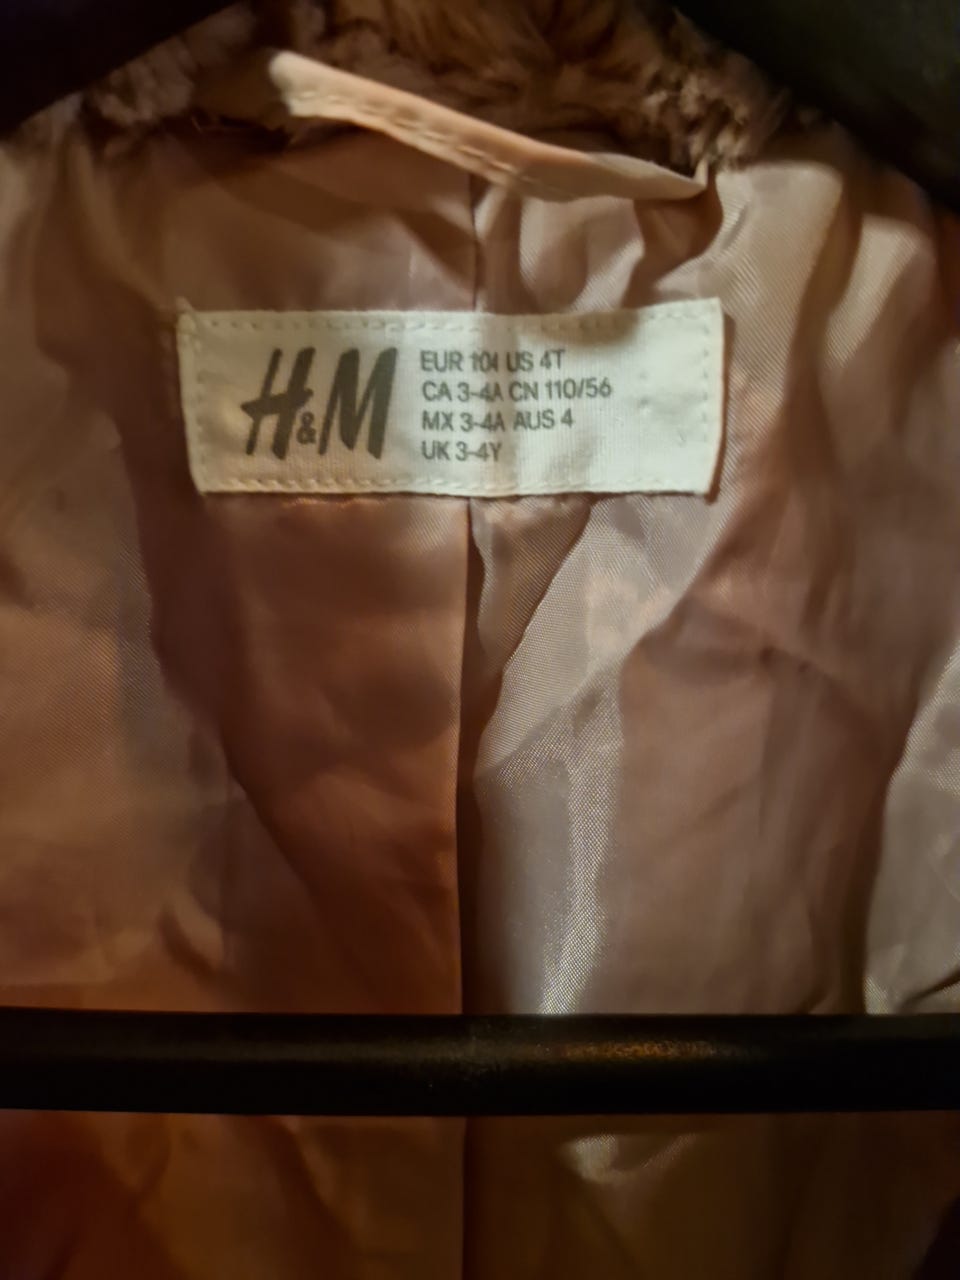 H&M
EUR 104 US 4T
CA 3-4A CN 110/56
MX 3-4A AUS 4
UK 3-4Y